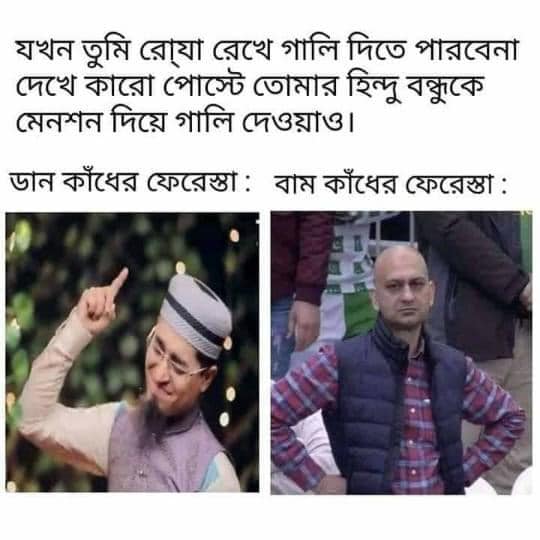 যখন তুমি রো্যা রেখে গালি দিতে পারবেনা
দেখে কারো পোস্টে তোমার হিন্দু বন্ধুকে
মেনশন দিয়ে গালি দেওয়াও।
ডান কাঁধের ফেরেস্তা : বাম কাঁধের ফেরেস্তা :